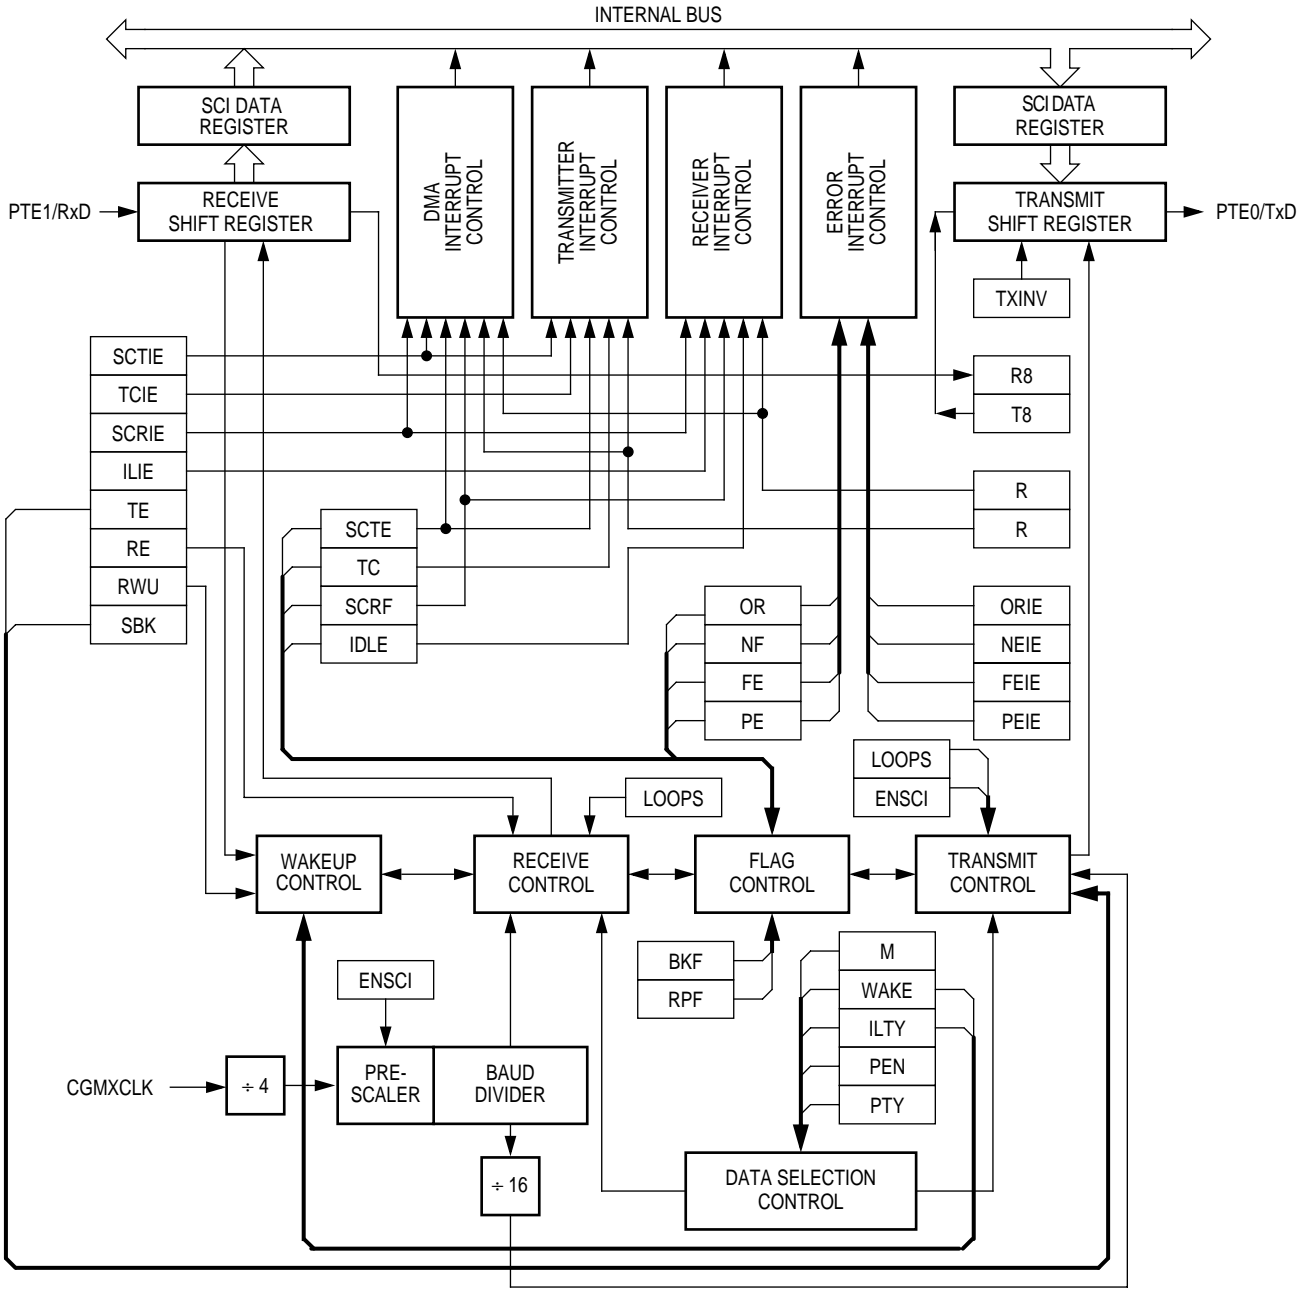 INTERNAL BUS
SCI DATA
REGISTER
DMA
INTERRUPT
CONTROL
TRANSMITTER
INTERRUPT
CONTROL
RECEIVER
INTERRUPT
CONTROL
ERROR
INTERRUPT
CONTROL
SCI DATA
REGISTER
PTE1/RxD
RECEIVE
SHIFT REGISTER
TRANSMIT
SHIFT REGISTER
PTE0/TxD
TXINV
SCTIE
TCIE
SCRIE
ILIE
TE
RE
RWU
SBK
R8
T8
R
R
SCTE
TC
SCRF
IDLE
OR
NF
FE
PE
ORIE
NEIE
FEIE
PEIE
LOOPS
ENSCI
LOOPS
WAKEUP
CONTROL
RECEIVE
CONTROL
FLAG
CONTROL
TRANSMIT
CONTROL
BKF
RPF
M
WAKE
ILTY
PEN
PTY
ENSCI
CGMXCLK
÷ 4
PRE-
SCALER
BAUD
DIVIDER
÷ 16
DATA SELECTION
CONTROL